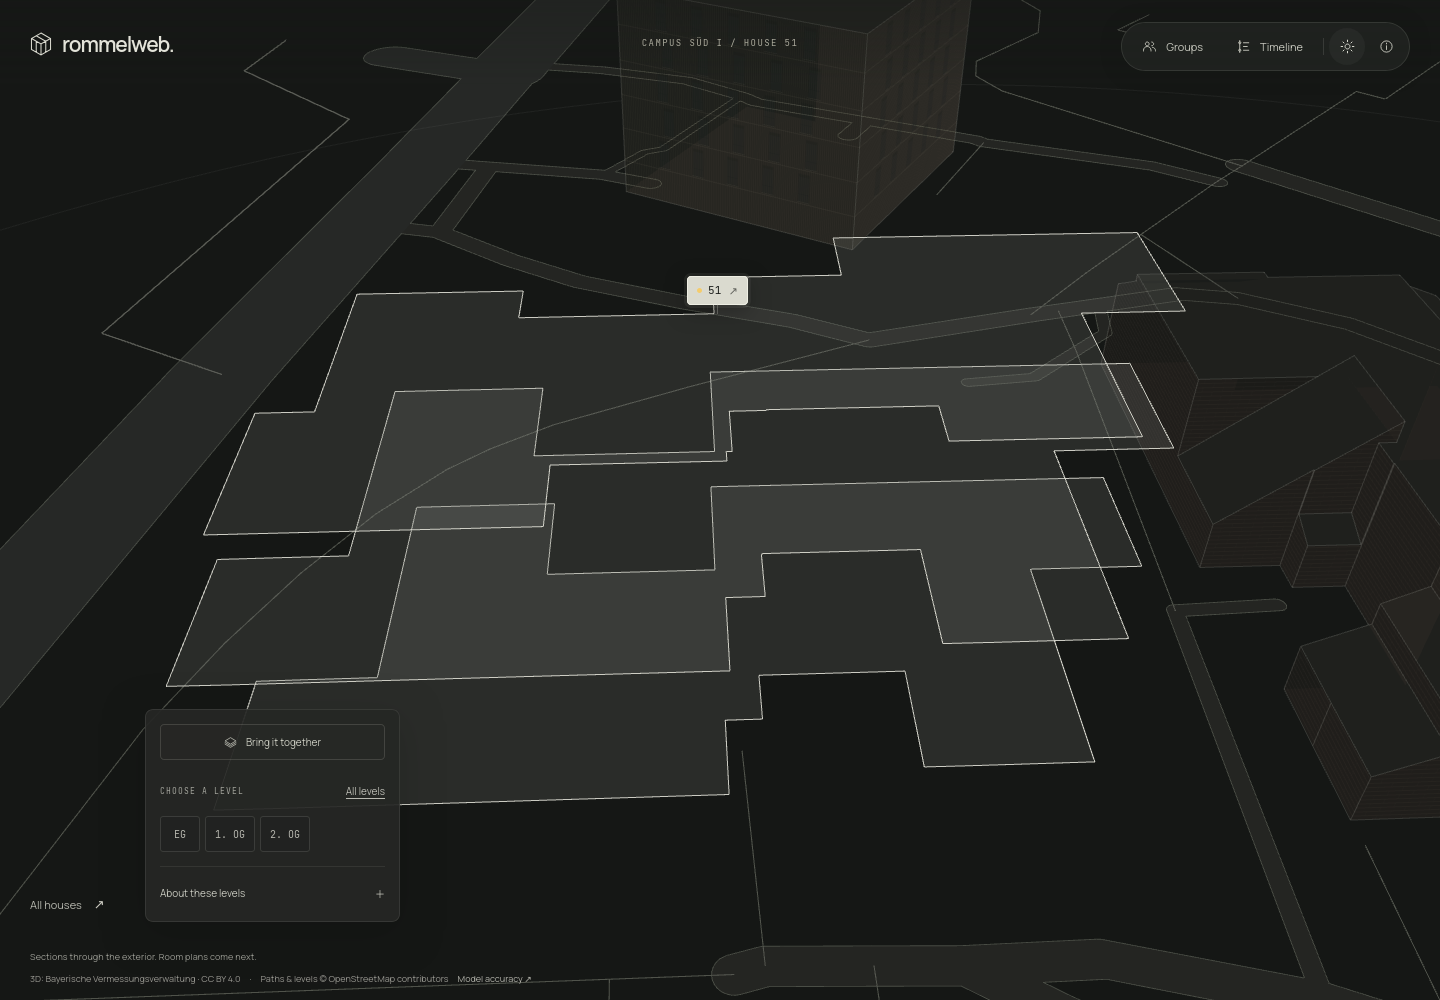 rommelweb.
CAMPUS SÜD I / HOUSE 51
Groups
Timeline
51 ↗
Bring it together
CHOOSE A LEVEL
All levels
EG
1. OG
2. OG
About these levels +
All houses ↗
Sections through the exterior. Room plans come next.
3D: Bayerische Vermessungsverwaltung · CC BY 4.0 · Paths & levels © OpenStreetMap contributors Model accuracy ↗